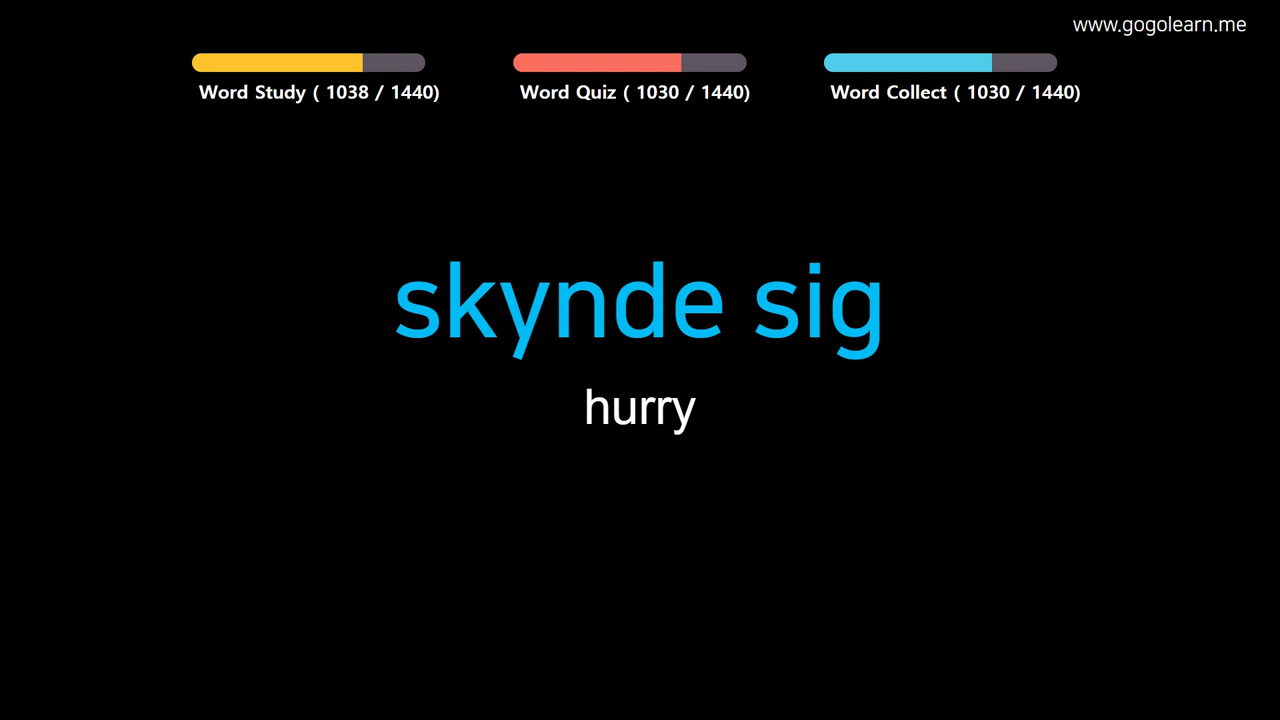 www.gogolearn.me
Word Study ( 1038 / 1440)
Word Quiz ( 1030 / 1440)
Word Collect ( 1030 / 1440)
skynde sig
hurry